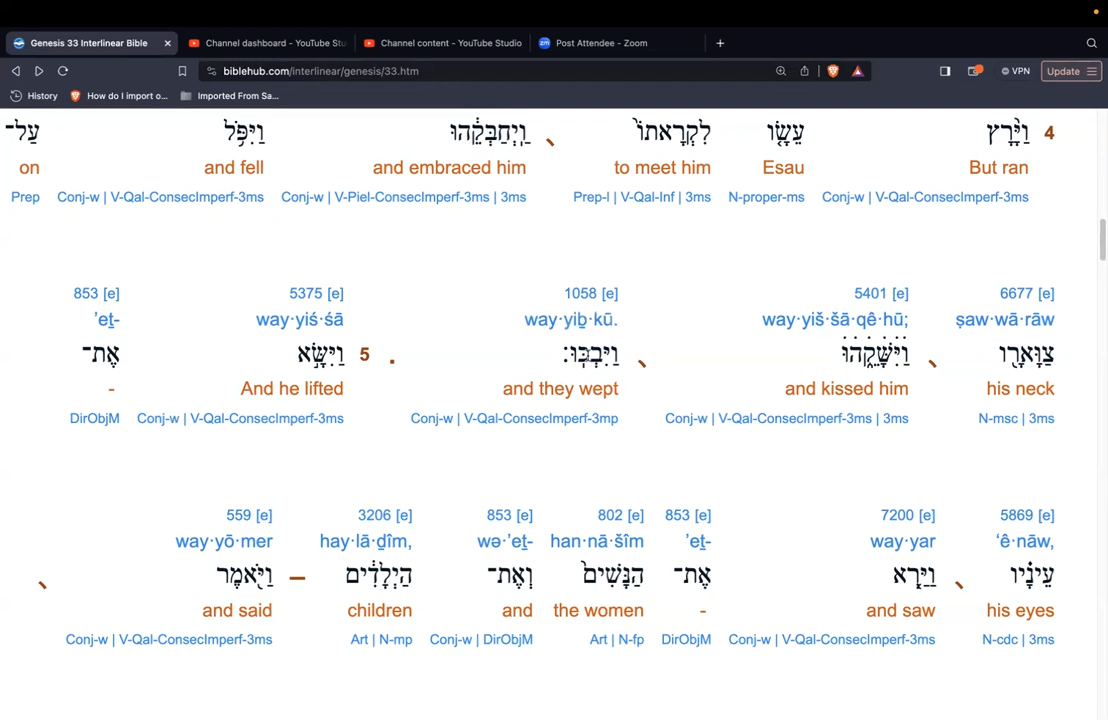 Genesis 33 Interlinear Bible
Channel dashboard - YouTube Stu
Channel content - YouTube Studio
Post Attendee - Zoom
biblehub.com/interlinear/genesis/33.htm
VPN
Update
History
How do I import o...
Imported From Sa...
4 וַיָּ֨רָץ עֵשָׂ֤ו לִקְרָאתוֹ֙ 、 וַֽיְחַבְּקֵ֔הוּ וַיִּפֹּ֥ל עַל־
But ran Esau to meet him and embraced him and fell on
Conj-w | V-Qal-ConsecImperf-3ms N-proper-ms Prep-l | V-Qal-Inf | 3ms Conj-w | V-Piel-ConsecImperf-3ms | 3ms Conj-w | V-Qal-ConsecImperf-3ms Prep
6677 [e] 5401 [e] 1058 [e] 5375 [e] 853 [e]
ṣaw·wā·rāw way·yiš·šā·qê·hū; way·yiḇ·kū. way·yiś·śā ’eṯ-
צַוָּארָ֖ו 、 וַׄיִּׄשָּׁׄקֵ֑ׄהׄוּׄ 、 וַיִּבְכּֽוּ׃ . 5 וַיִּשָּׂ֣א אֶת־
his neck and kissed him and they wept And he lifted -
N-msc | 3ms Conj-w | V-Qal-ConsecImperf-3ms | 3ms Conj-w | V-Qal-ConsecImperf-3mp Conj-w | V-Qal-ConsecImperf-3ms DirObjM
5869 [e] 7200 [e] 853 [e] 802 [e] 853 [e] 3206 [e] 559 [e]
‘ê·nāw, way·yar ’eṯ- han·nā·šîm wə·’eṯ- hay·lā·ḏîm, way·yō·mer
עֵינָ֗יו 、 וַיַּ֤רְא אֶת־ הַנָּשִׁים֙ וְאֶת־ הַיְלָדִ֔ים – וַיֹּ֖אמֶר 、
his eyes and saw - the women and children and said
N-cdc | 3ms Conj-w | V-Qal-ConsecImperf-3ms DirObjM Art | N-fp Conj-w | DirObjM Art | N-mp Conj-w | V-Qal-ConsecImperf-3ms